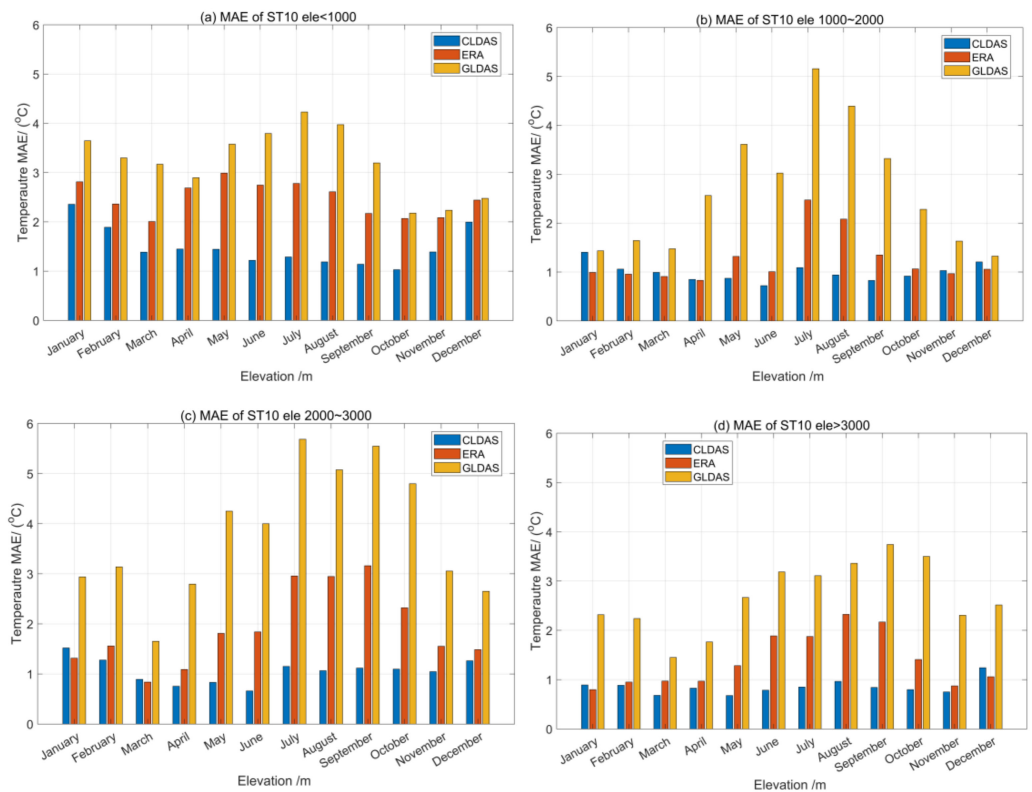 (a) MAE of ST10 ele<1000
Temperautre MAE/ (°C)
6
5
4
3
2
1
0
CLDAS
ERA
GLDAS
January
February
March
April
May
June
July
August
September
October
November
December
Elevation /m
(b) MAE of ST10 ele 1000~2000
Temperautre MAE/ (°C)
6
5
4
3
2
1
0
CLDAS
ERA
GLDAS
January
February
March
April
May
June
July
August
September
October
November
December
Elevation /m
(c) MAE of ST10 ele 2000~3000
Temperautre MAE/ (°C)
6
5
4
3
2
1
0
CLDAS
ERA
GLDAS
January
February
March
April
May
June
July
August
September
October
November
December
Elevation /m
(d) MAE of ST10 ele>3000
Temperautre MAE/ (°C)
6
5
4
3
2
1
0
CLDAS
ERA
GLDAS
January
February
March
April
May
June
July
August
September
October
November
December
Elevation /m